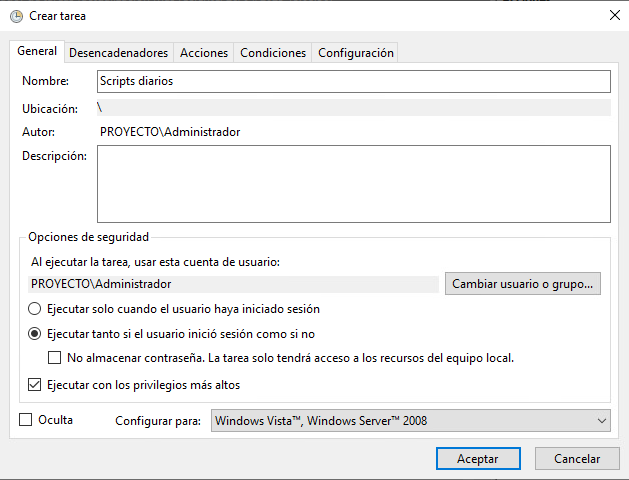 Crear tarea
General
Desencadenadores
Acciones
Condiciones
Configuración
Nombre:
Scripts diarios
Ubicación:
\
Autor:
PROYECTO\Administrador
Descripción:
Opciones de seguridad
Al ejecutar la tarea, usar esta cuenta de usuario:
PROYECTO\Administrador
Cambiar usuario o grupo...
Ejecutar solo cuando el usuario haya iniciado sesión
Ejecutar tanto si el usuario inició sesión como si no
No almacenar contraseña. La tarea solo tendrá acceso a los recursos del equipo local.
Ejecutar con los privilegios más altos
Oculta
Configurar para:
Windows Vista™, Windows Server™ 2008
Aceptar
Cancelar